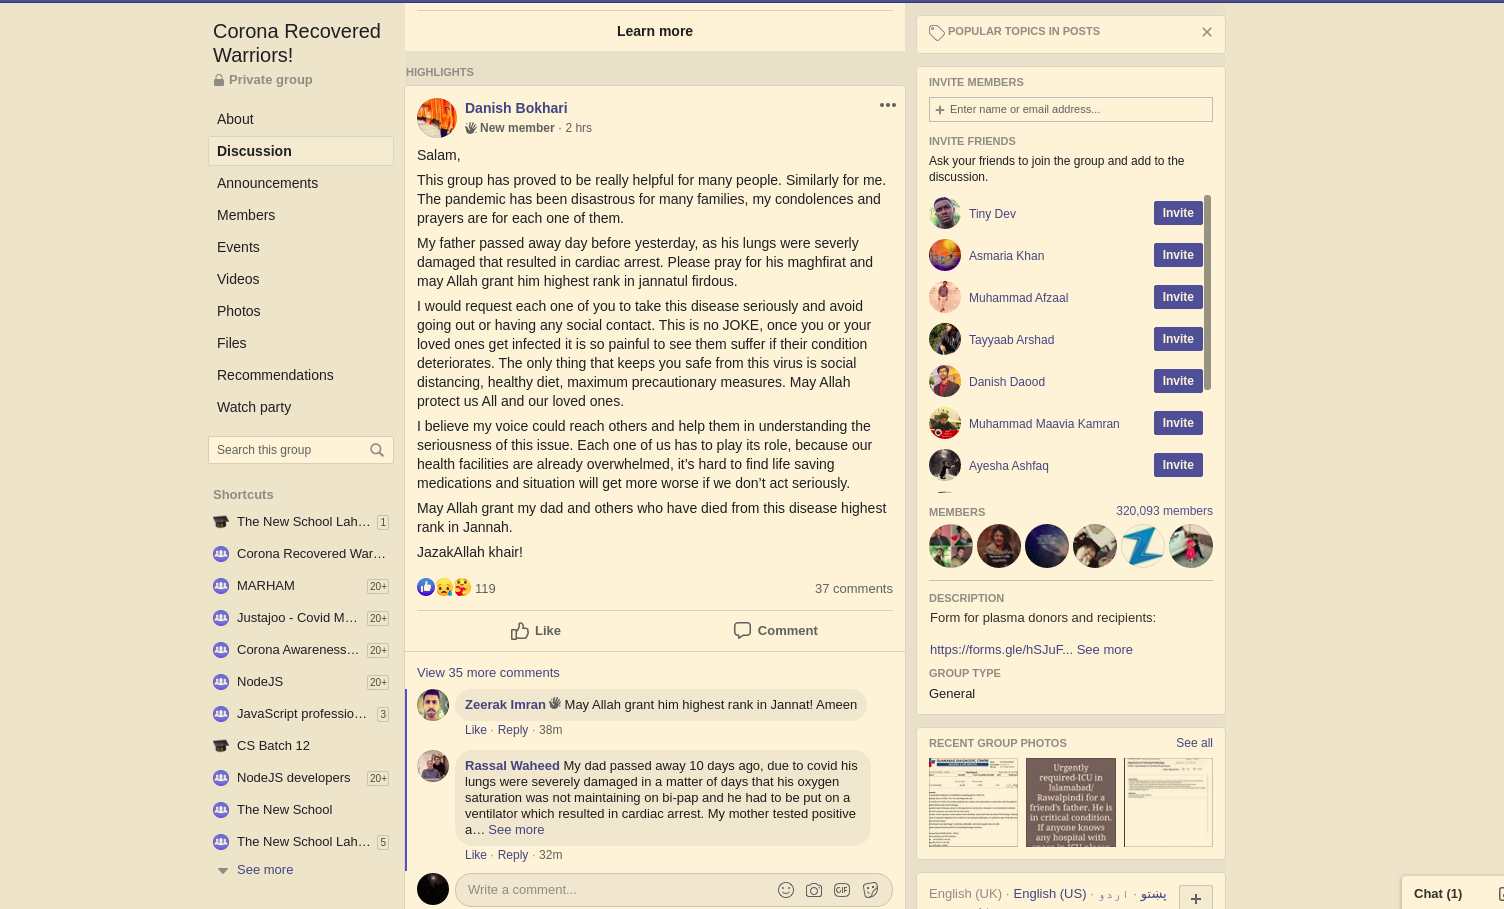 Corona Recovered
Warriors!
Private group
About
Discussion
Announcements
Members
Events
Videos
Photos
Files
Recommendations
Watch party
Search this group
Shortcuts
The New School Lah... 1
Corona Recovered War...
MARHAM 20+
Justajoo - Covid M... 20+
Corona Awareness... 20+
NodeJS 20+
JavaScript professio... 3
CS Batch 12
NodeJS developers 20+
The New School
The New School Lah... 5
See more
Learn more
HIGHLIGHTS
Danish Bokhari
New member · 2 hrs
Salam,
This group has proved to be really helpful for many people. Similarly for me.
The pandemic has been disastrous for many families, my condolences and
prayers are for each one of them.
My father passed away day before yesterday, as his lungs were severly
damaged that resulted in cardiac arrest. Please pray for his maghfirat and
may Allah grant him highest rank in jannatul firdous.
I would request each one of you to take this disease seriously and avoid
going out or having any social contact. This is no JOKE, once you or your
loved ones get infected it is so painful to see them suffer if their condition
deteriorates. The only thing that keeps you safe from this virus is social
distancing, healthy diet, maximum precautionary measures. May Allah
protect us All and our loved ones.
I believe my voice could reach others and help them in understanding the
seriousness of this issue. Each one of us has to play its role, because our
health facilities are already overwhelmed, it's hard to find life saving
medications and situation will get more worse if we don't act seriously.
May Allah grant my dad and others who have died from this disease highest
rank in Jannah.
JazakAllah khair!
119
37 comments
Like
Comment
View 35 more comments
Zeerak Imran May Allah grant him highest rank in Jannat! Ameen
Like · Reply · 38m
Rassal Waheed My dad passed away 10 days ago, due to covid his
lungs were severely damaged in a matter of days that his oxygen
saturation was not maintaining on bi-pap and he had to be put on a
ventilator which resulted in cardiac arrest. My mother tested positive
a... See more
Like · Reply · 32m
Write a comment...
GIF
POPULAR TOPICS IN POSTS
INVITE MEMBERS
+ Enter name or email address...
INVITE FRIENDS
Ask your friends to join the group and add to the
discussion.
Tiny Dev Invite
Asmaria Khan Invite
Muhammad Afzaal Invite
Tayyaab Arshad Invite
Danish Daood Invite
Muhammad Maavia Kamran Invite
Ayesha Ashfaq Invite
MEMBERS 320,093 members
DESCRIPTION
Form for plasma donors and recipients:
https://forms.gle/hSJuF... See more
GROUP TYPE
General
RECENT GROUP PHOTOS See all
ISLAMABAD DIAGNOSTIC CENTRE
Urgently
required-ICU in
Islamabad/
Rawalpindi for a
friend's father. He is
in critical condition.
If anyone knows
any hospital with
English (UK) · English (US) · اردو · پښتو
+
Chat (1)